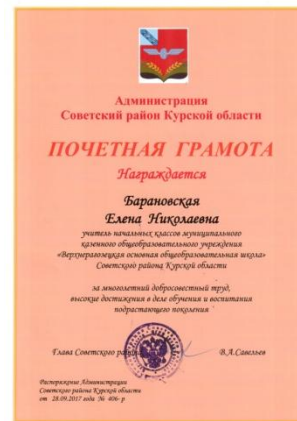 Администрация
Советский район Курской области
ПОЧЕТНАЯ ГРАМОТА
Награждается
Барановская
Елена Николаевна
учитель начальных классов муниципального
казенного общеобразовательного учреждения
«Верхнерагозецкая основная общеобразовательная школа»
Советского района Курской области
за многолетний добросовестный труд,
высокие достижения в деле обучения и воспитания
подрастающего поколения
Глава Советского района В.А.Савельев
Распоряжение Администрации
Советского района Курской области
от 28.09.2017 года № 406-р